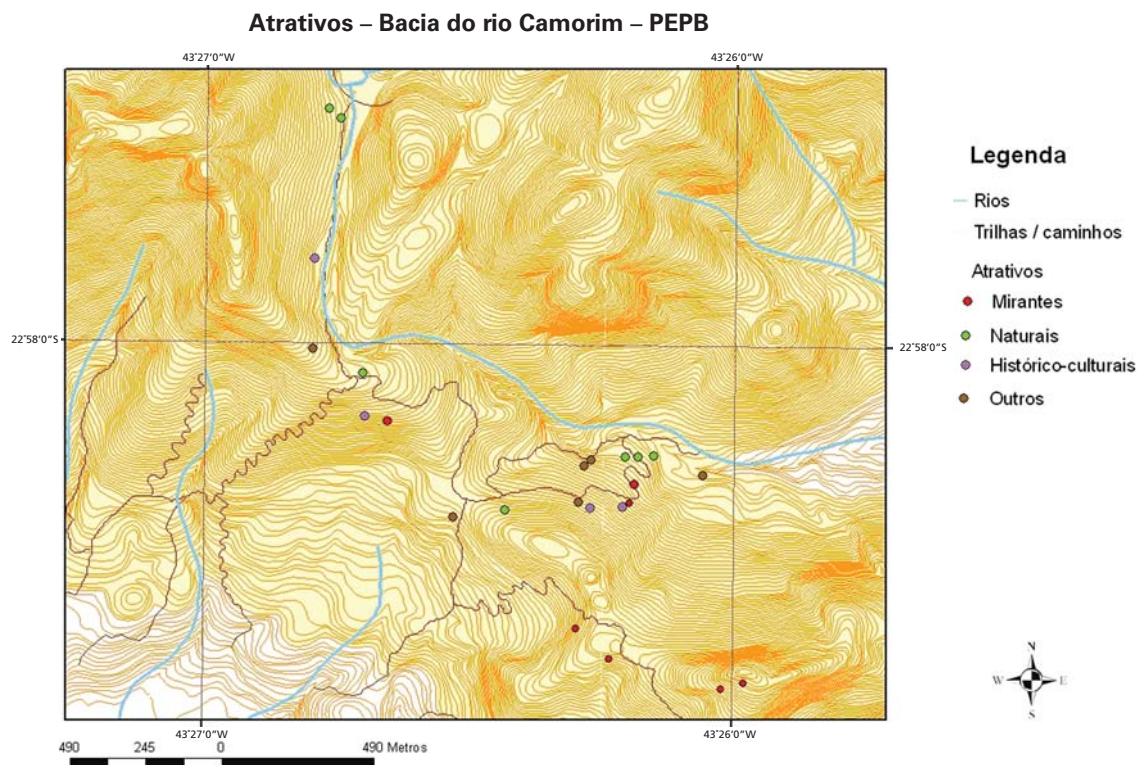 Atrativos – Bacia do rio Camorim – PEPB
43°27'0"W 43°26'0"W
22°58'0"S 22°58'0"S
43°27'0"W 43°26'0"W
490 245 0 490 Metros
Legenda
Rios
Trilhas / caminhos
Atrativos
Mirantes
Naturais
Histórico-culturais
Outros
N
W E
S